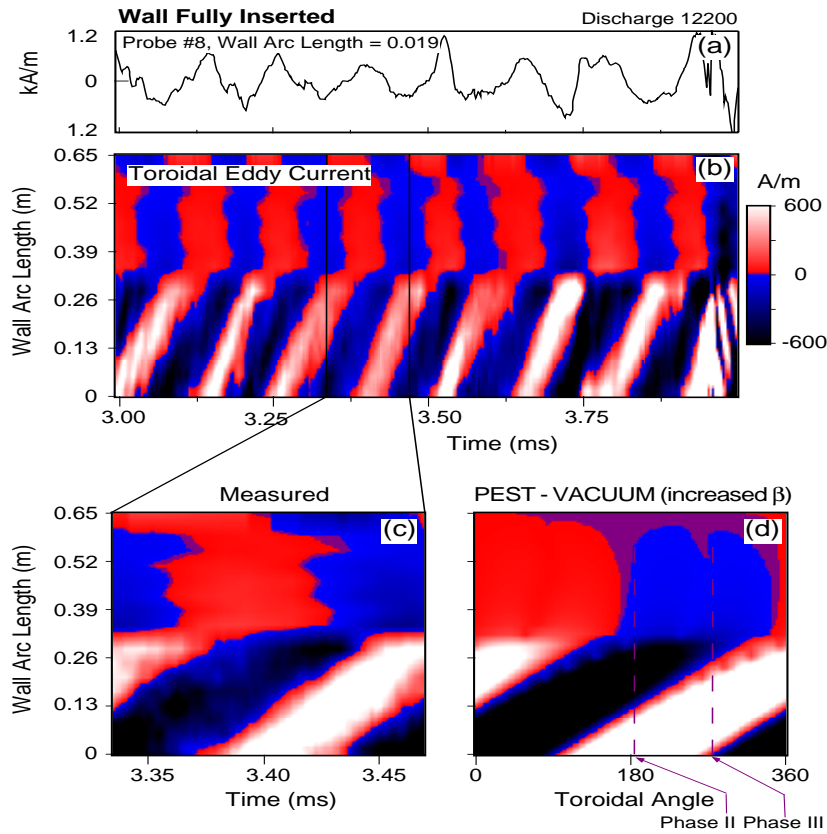 Wall Fully Inserted
Discharge 12200
Probe #8, Wall Arc Length = 0.019
(a)
kA/m
1.2
0
1.2
Toroidal Eddy Current
(b)
Wall Arc Length (m)
0.65
0.52
0.39
0.26
0.13
0
3.00
3.25
3.50
3.75
Time (ms)
A/m
600
0
-600
Measured
(c)
Wall Arc Length (m)
0.65
0.52
0.39
0.26
0.13
0
3.35
3.40
3.45
Time (ms)
PEST - VACUUM (increased β)
(d)
0
180
360
Toroidal Angle
Phase II
Phase III